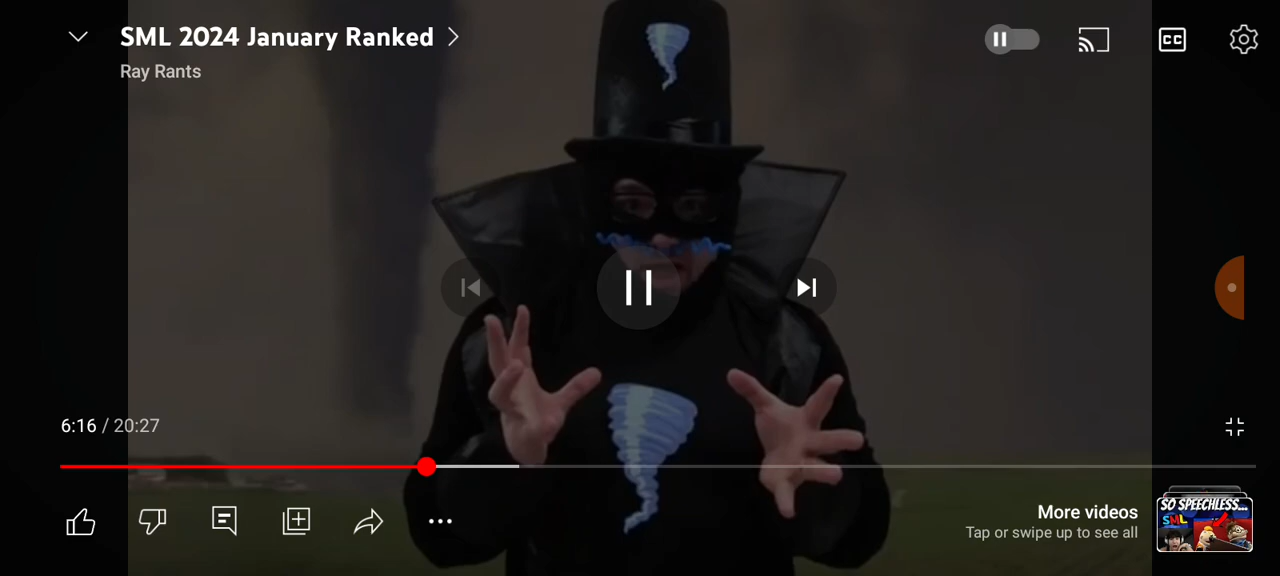 SML 2024 January Ranked
Ray Rants
CC
6:16 / 20:27
More videos
Tap or swipe up to see all
SO SPEECHLESS...
SML